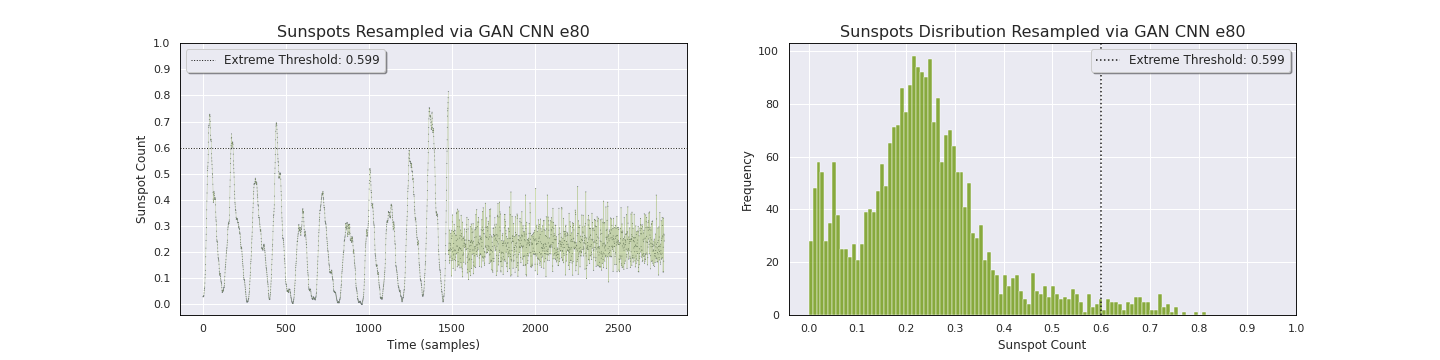 Sunspots Resampled via GAN CNN e80
Extreme Threshold: 0.599
1.0
0.9
0.8
0.7
0.6
0.5
0.4
0.3
0.2
0.1
0.0
Sunspot Count
0 500 1000 1500 2000 2500
Time (samples)
Sunspots Disribution Resampled via GAN CNN e80
Extreme Threshold: 0.599
100
80
60
40
20
0
Frequency
0.0 0.1 0.2 0.3 0.4 0.5 0.6 0.7 0.8 0.9 1.0
Sunspot Count